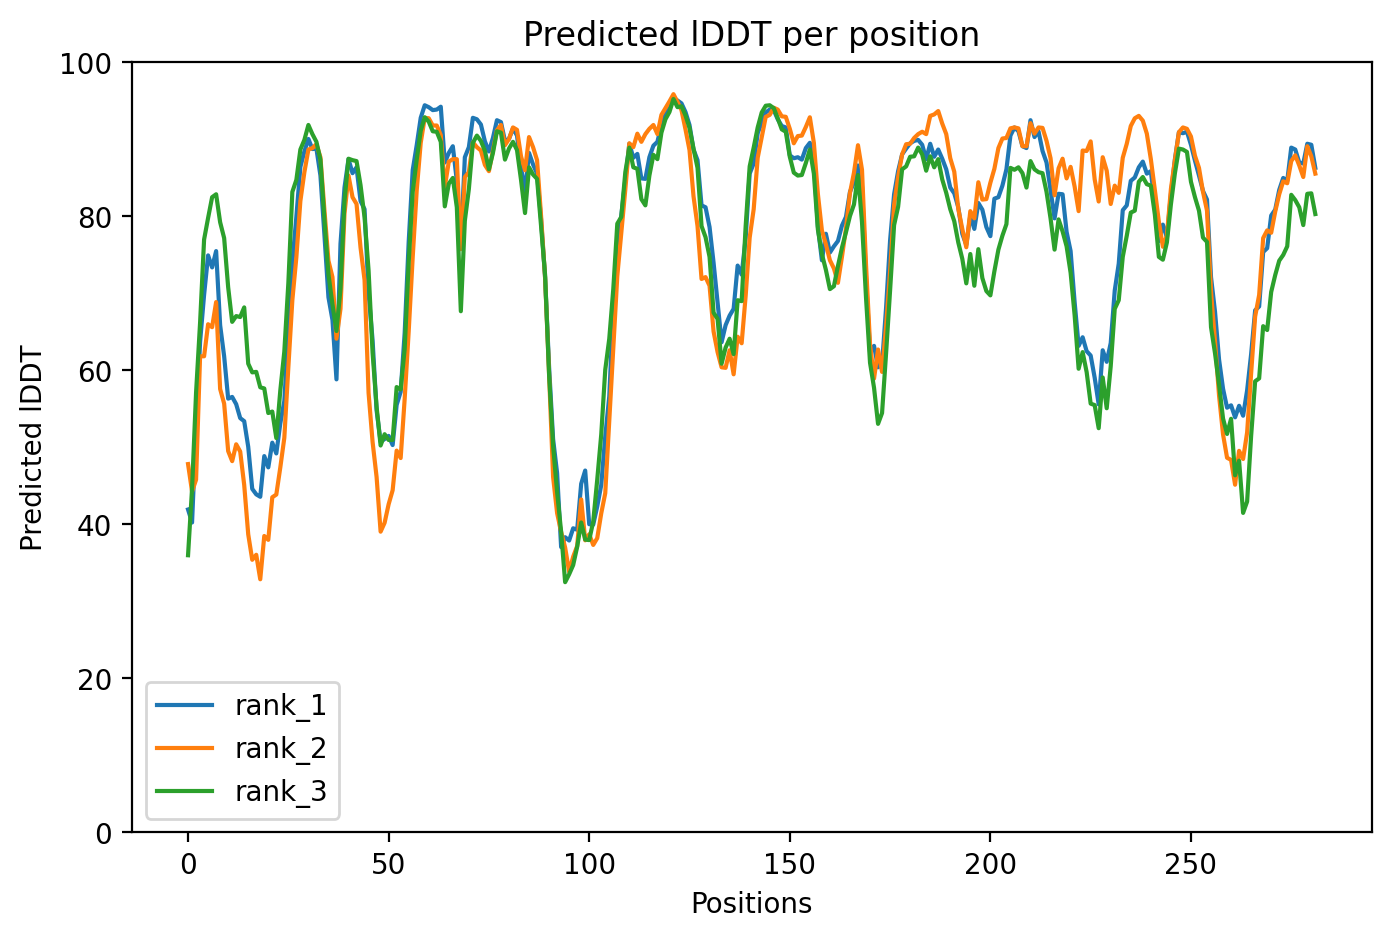 Predicted lDDT per position
Predicted lDDT
100
80
60
40
20
0
rank_1
rank_2
rank_3
0 50 100 150 200 250
Positions